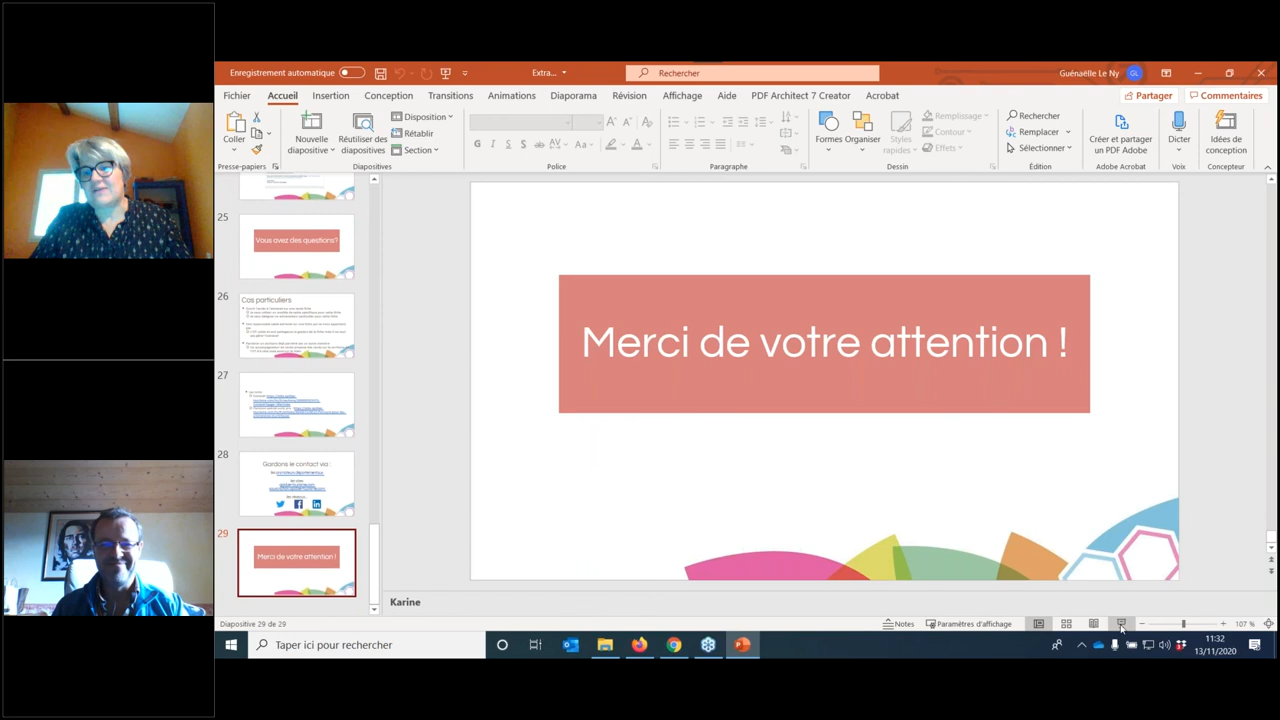 Enregistrement automatique
Extra...
Rechercher
Guénaëlle Le Ny
GL
Fichier
Accueil
Insertion
Conception
Transitions
Animations
Diaporama
Révision
Affichage
Aide
PDF Architect 7 Creator
Acrobat
Partager
Commentaires
Coller
Nouvelle
diapositive
Réutiliser des
diapositives
Disposition
Rétablir
Section
G I S S
ab
AV
Aa
Formes
Organiser
Styles
rapides
Remplissage
Contour
Effets
Rechercher
Remplacer
Sélectionner
Créer et partager
un PDF Adobe
Dicter
Idées de
conception
Presse-papiers
Diapositives
Police
Paragraphe
Dessin
Édition
Adobe Acrobat
Voix
Concepteur
25
Vous avez des questions?
26
Cas particuliers
27
28
Gardons le contact via :
29
Merci de votre attention !
Merci de votre attention !
Karine
Diapositive 29 de 29
Notes
Paramètres d'affichage
107 %
Taper ici pour rechercher
11:32
13/11/2020